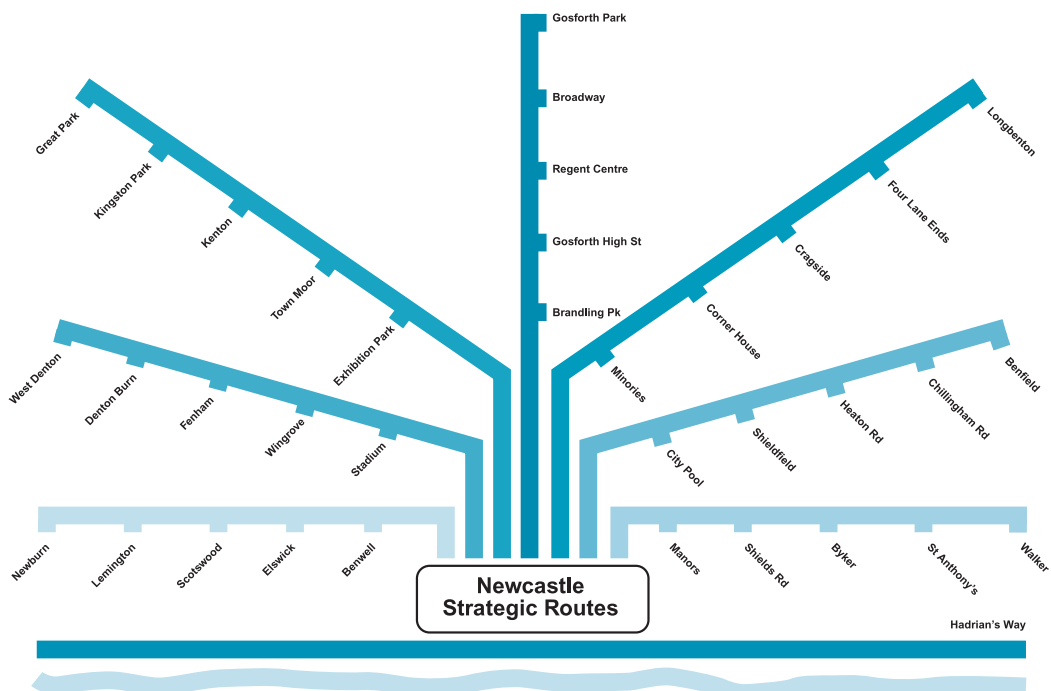 Gosforth Park
Broadway
Regent Centre
Gosforth High St
Brandling Pk
Great Park
Kingston Park
Kenton
Town Moor
Exhibition Park
Longbenton
Four Lane Ends
Cragside
Corner House
Minories
West Denton
Denton Burn
Fenham
Wingrove
Stadium
Benfield
Chillingham Rd
Heaton Rd
Shieldfield
City Pool
Newburn
Lemington
Scotswood
Elswick
Benwell
Manors
Shields Rd
Byker
St Anthony's
Walker
Newcastle
Strategic Routes
Hadrian's Way